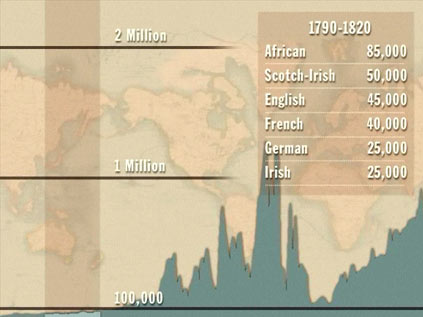 2 Million
1 Million
100,000
1790-1820
African 85,000
Scotch-Irish 50,000
English 45,000
French 40,000
German 25,000
Irish 25,000